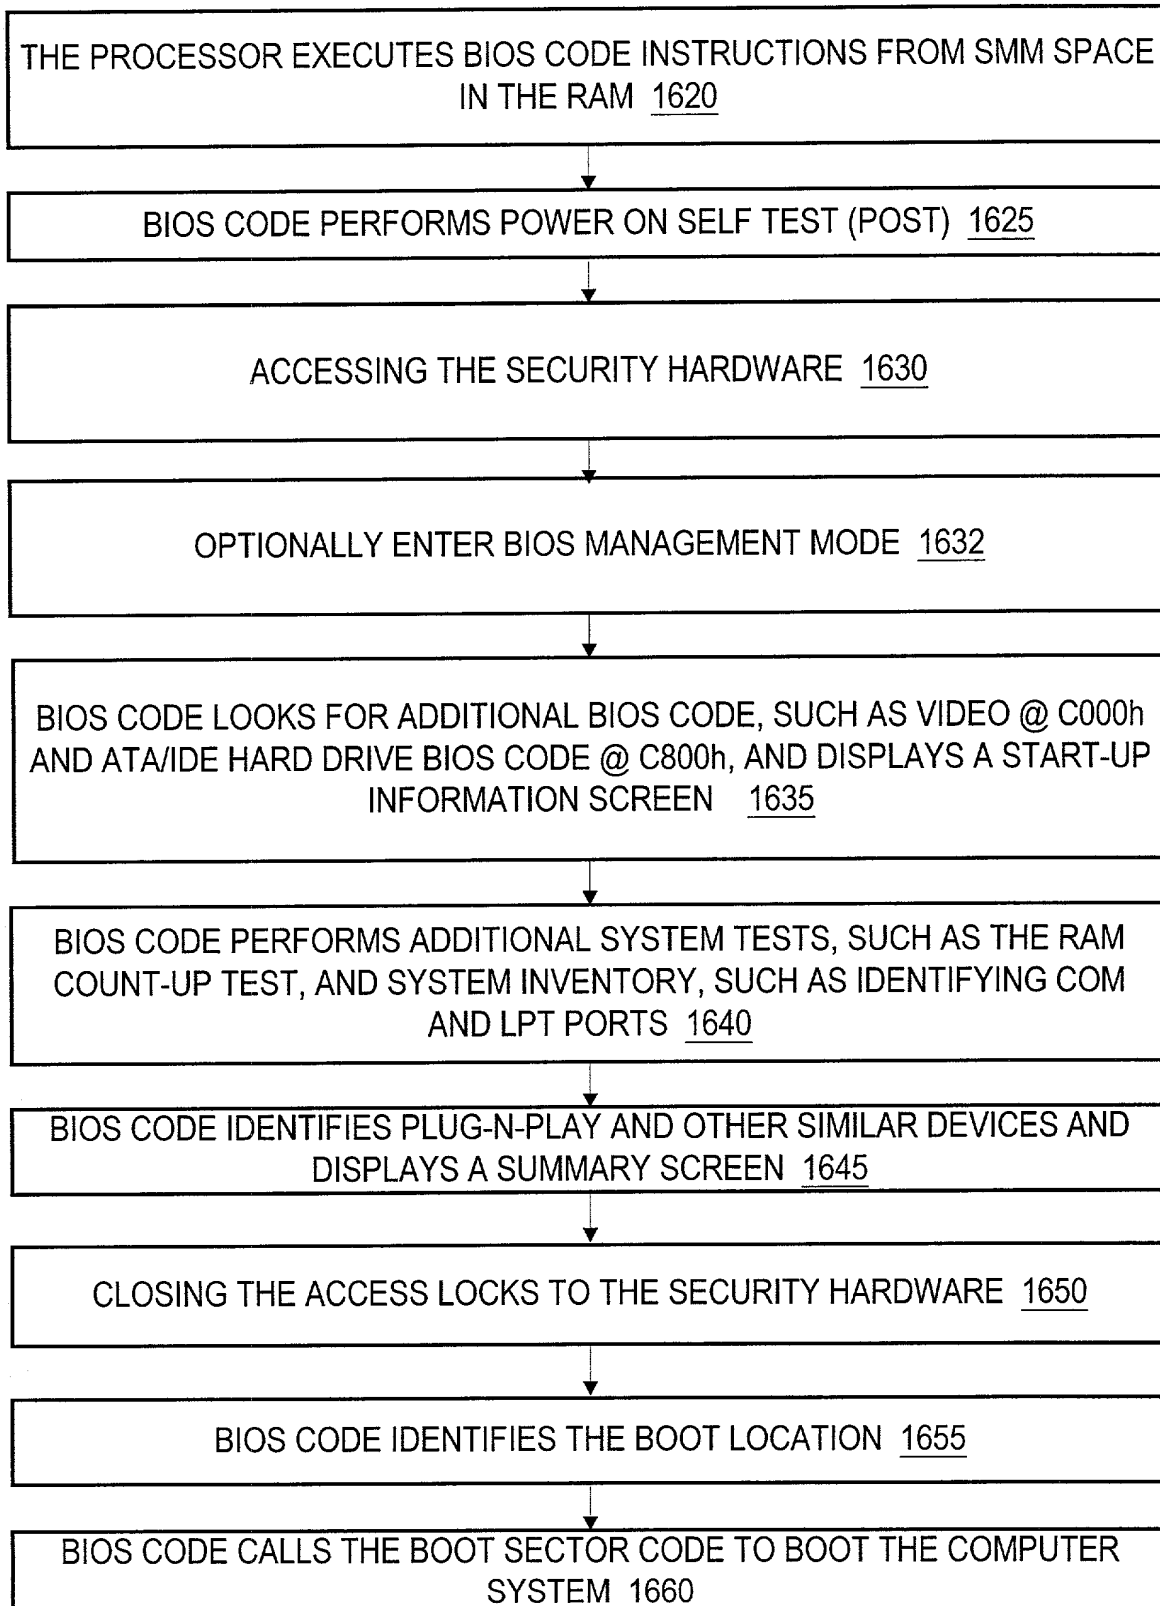 THE PROCESSOR EXECUTES BIOS CODE INSTRUCTIONS FROM SMM SPACE
IN THE RAM 1620
BIOS CODE PERFORMS POWER ON SELF TEST (POST) 1625
ACCESSING THE SECURITY HARDWARE 1630
OPTIONALLY ENTER BIOS MANAGEMENT MODE 1632
BIOS CODE LOOKS FOR ADDITIONAL BIOS CODE, SUCH AS VIDEO @ C000h
AND ATA/IDE HARD DRIVE BIOS CODE @ C800h, AND DISPLAYS A START-UP
INFORMATION SCREEN 1635
BIOS CODE PERFORMS ADDITIONAL SYSTEM TESTS, SUCH AS THE RAM
COUNT-UP TEST, AND SYSTEM INVENTORY, SUCH AS IDENTIFYING COM
AND LPT PORTS 1640
BIOS CODE IDENTIFIES PLUG-N-PLAY AND OTHER SIMILAR DEVICES AND
DISPLAYS A SUMMARY SCREEN 1645
CLOSING THE ACCESS LOCKS TO THE SECURITY HARDWARE 1650
BIOS CODE IDENTIFIES THE BOOT LOCATION 1655
BIOS CODE CALLS THE BOOT SECTOR CODE TO BOOT THE COMPUTER
SYSTEM 1660